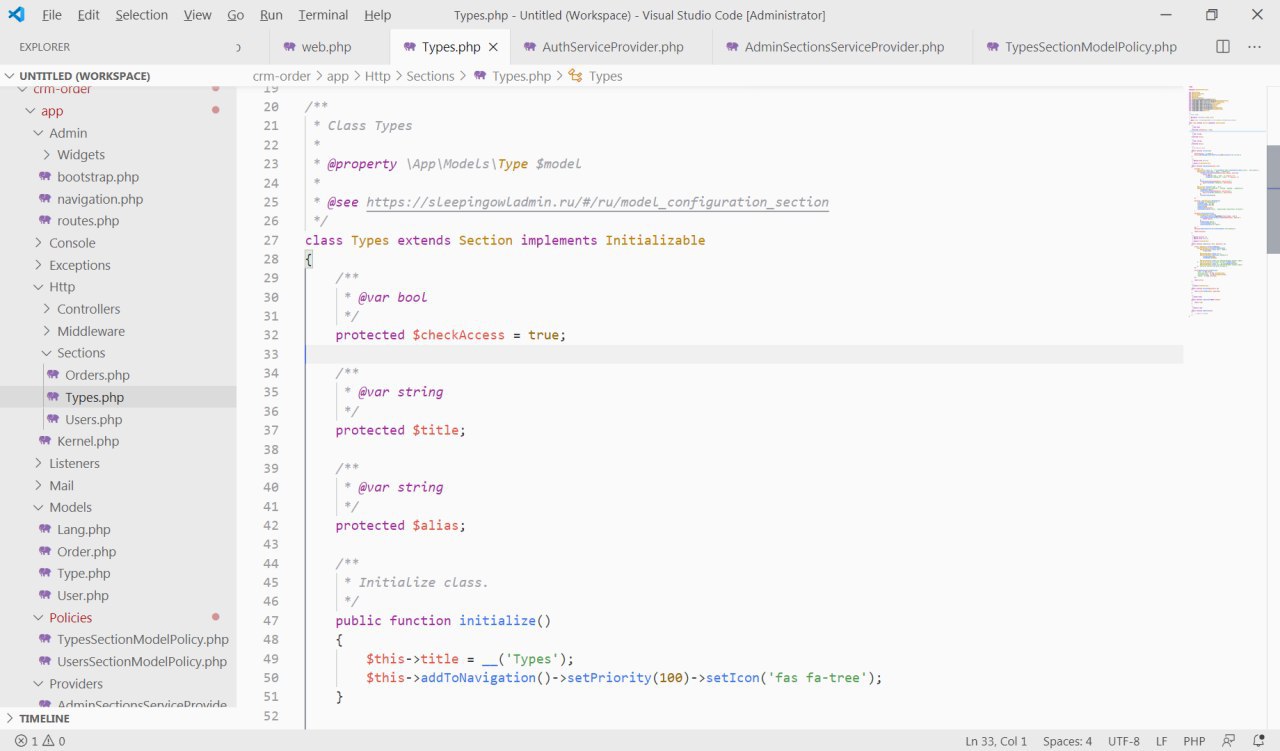 File Edit Selection View Go Run Terminal Help Types.php - Untitled (Workspace) - Visual Studio Code [Administrator]
EXPLORER
web.php
Types.php
AuthServiceProvider.php
AdminSectionsServiceProvider.php
TypesSectionModelPolicy.php
UNTITLED (WORKSPACE)
crm-order > app > Http > Sections > Types.php > Types
crm-order
app
Admin
Widgets
bootstrap.php
navigation.php
routes.php
Console
Exceptions
Http
Controllers
Middleware
Sections
Orders.php
Types.php
Users.php
Kernel.php
Listeners
Mail
Models
Lang.php
Order.php
Type.php
User.php
Policies
TypesSectionModelPolicy.php
UsersSectionModelPolicy.php
Providers
AdminSectionsServiceProvide
TIMELINE
19
20 /**
21 * Class Types
22 *
23 * @property \App\Models\Type $model
24 *
25 * @see https://sleepingowladmin.ru/#/ru/model_configuration_section
26 */
27 class Types extends Section implements Initializable
28 {
29 /**
30 * @var bool
31 */
32 protected $checkAccess = true;
33
34 /**
35 * @var string
36 */
37 protected $title;
38
39 /**
40 * @var string
41 */
42 protected $alias;
43
44 /**
45 * Initialize class.
46 */
47 public function initialize()
48 {
49 $this->title = __('Types');
50 $this->addToNavigation()->setPriority(100)->setIcon('fas fa-tree');
51 }
52
1 0
Ln 33, Col 1 Spaces: 4 UTF-8 LF PHP